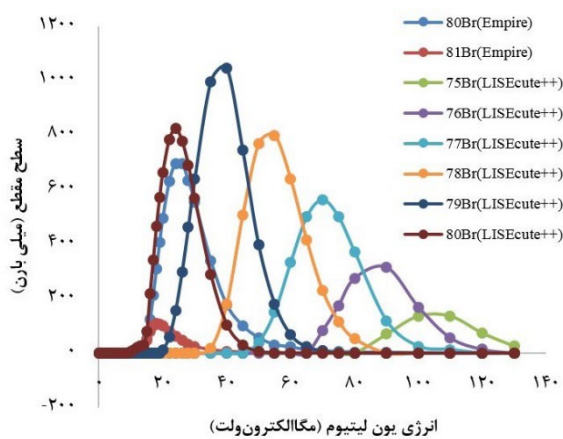 ۱۲۰۰
۱۰۰۰
۸۰۰
۶۰۰
۴۰۰
۲۰۰
۰
-۲۰۰
سطح مقطع (میلی بارن)
80Br(Empire)
81Br(Empire)
75Br(LISEcute++)
76Br(LISEcute++)
77Br(LISEcute++)
78Br(LISEcute++)
79Br(LISEcute++)
80Br(LISEcute++)
۰ ۲۰ ۴۰ ۶۰ ۸۰ ۱۰۰ ۱۲۰ ۱۴۰
انرژی یون لیتیوم (مگاالکترون‌ولت)